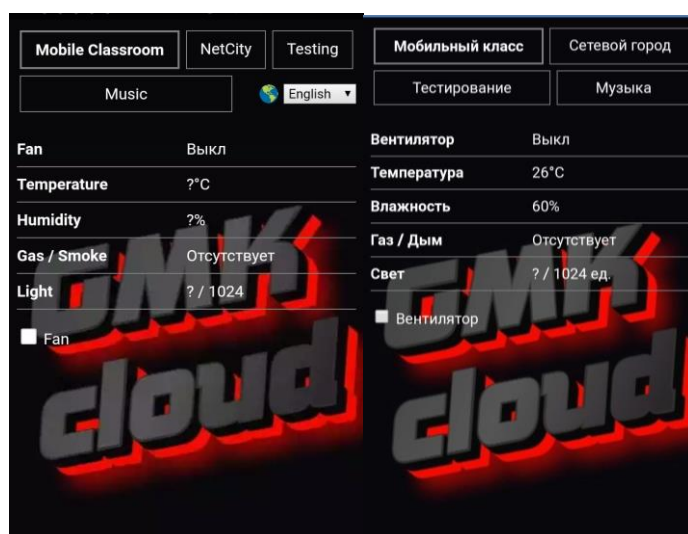 Mobile Classroom NetCity Testing
Music English
Fan Выкл
Temperature ?°C
Humidity ?%
Gas / Smoke Отсутствует
Light ? / 1024
Fan
GMK
cloud
Мобильный класс Сетевой город
Тестирование Музыка
Вентилятор Выкл
Температура 26°C
Влажность 60%
Газ / Дым Отсутствует
Свет ? / 1024 ед.
Вентилятор
GMK
cloud